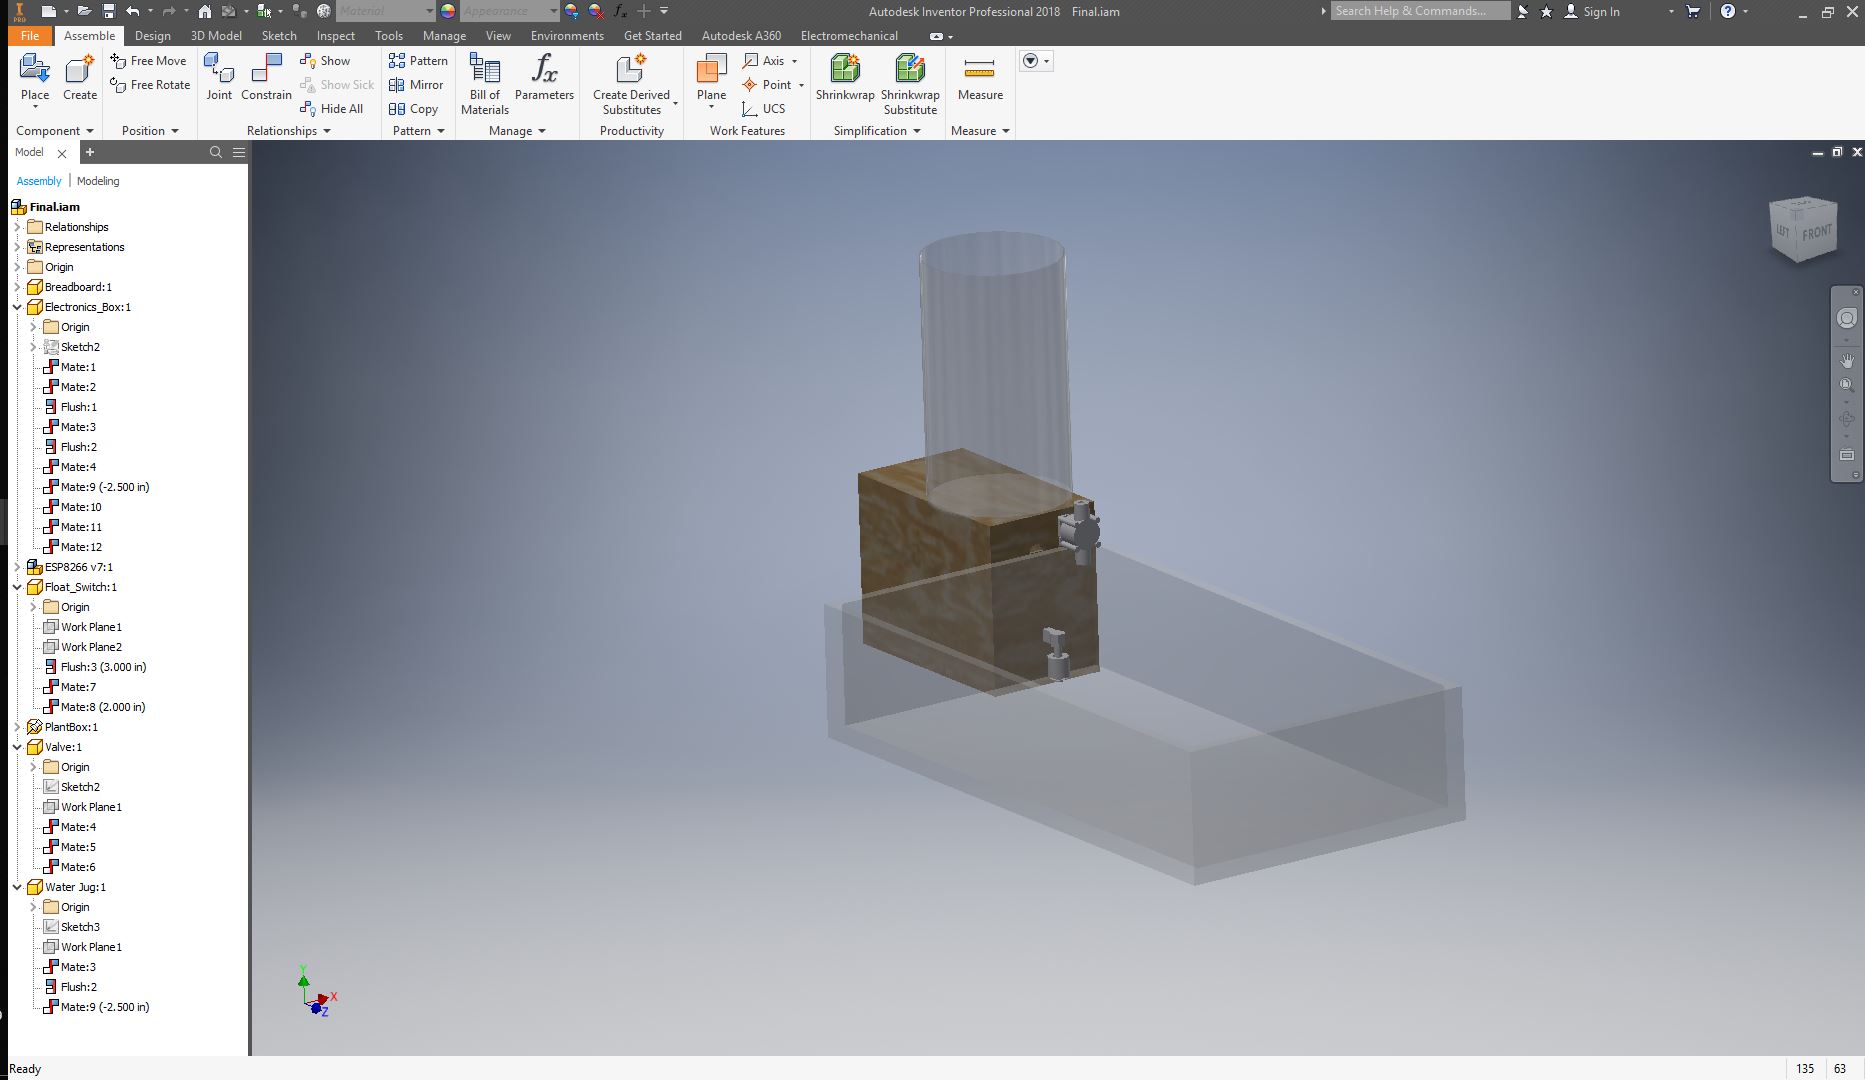 PRO
Material
Appearance
fx
Autodesk Inventor Professional 2018 Final.iam
Search Help & Commands...
Sign In
File Assemble Design 3D Model Sketch Inspect Tools Manage View Environments Get Started Autodesk A360 Electromechanical
Place
Create
Free Move
Free Rotate
Joint
Constrain
Show
Show Sick
Hide All
Pattern
Mirror
Copy
Bill of
Materials
fx
Parameters
Create Derived
Substitutes
Plane
Axis
Point
UCS
Shrinkwrap
Shrinkwrap
Substitute
Measure
Component Position Relationships Pattern Manage Productivity Work Features Simplification Measure
Model
Assembly | Modeling
Final.iam
Relationships
Representations
Origin
Breadboard:1
Electronics_Box:1
Origin
Sketch2
Mate:1
Mate:2
Flush:1
Mate:3
Flush:2
Mate:4
Mate:9 (-2.500 in)
Mate:10
Mate:11
Mate:12
ESP8266 v7:1
Float_Switch:1
Origin
Work Plane1
Work Plane2
Flush:3 (3.000 in)
Mate:7
Mate:8 (2.000 in)
PlantBox:1
Valve:1
Origin
Sketch2
Work Plane1
Mate:4
Mate:5
Mate:6
Water Jug:1
Origin
Sketch3
Work Plane1
Mate:3
Flush:2
Mate:9 (-2.500 in)
TOP
LEFT
FRONT
Y
X
Z
Ready
135 63